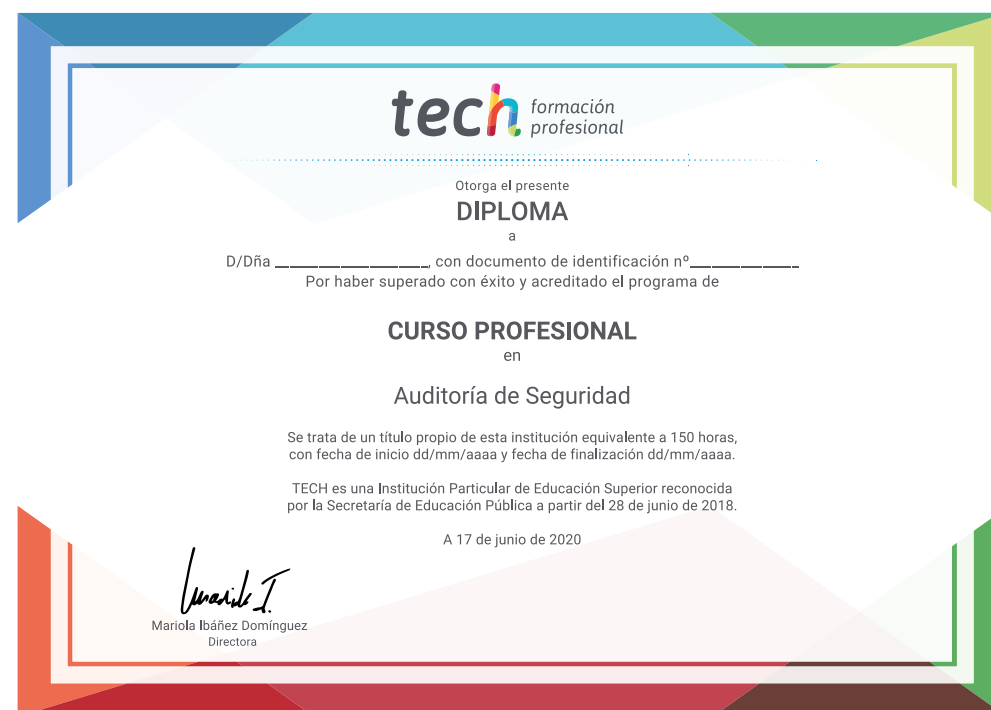 tech formación
profesional
Otorga el presente
DIPLOMA
a
D/Dña ____________________, con documento de identificación nº______________
Por haber superado con éxito y acreditado el programa de
CURSO PROFESIONAL
en
Auditoría de Seguridad
Se trata de un título propio de esta institución equivalente a 150 horas,
con fecha de inicio dd/mm/aaaa y fecha de finalización dd/mm/aaaa.
TECH es una Institución Particular de Educación Superior reconocida
por la Secretaría de Educación Pública a partir del 28 de junio de 2018.
A 17 de junio de 2020
Mariola Ibáñez Domínguez
Directora